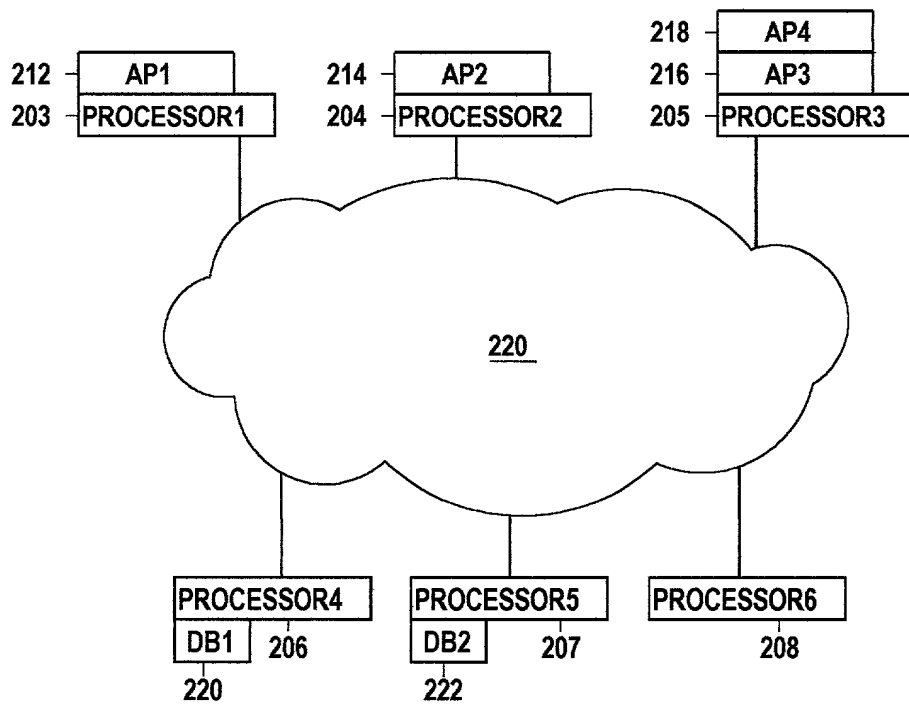 218 AP4
212 AP1 214 AP2 216 AP3
203 PROCESSOR1 204 PROCESSOR2 205 PROCESSOR3
220
PROCESSOR4 PROCESSOR5 PROCESSOR6
DB1 206 DB2 207 208
220 222